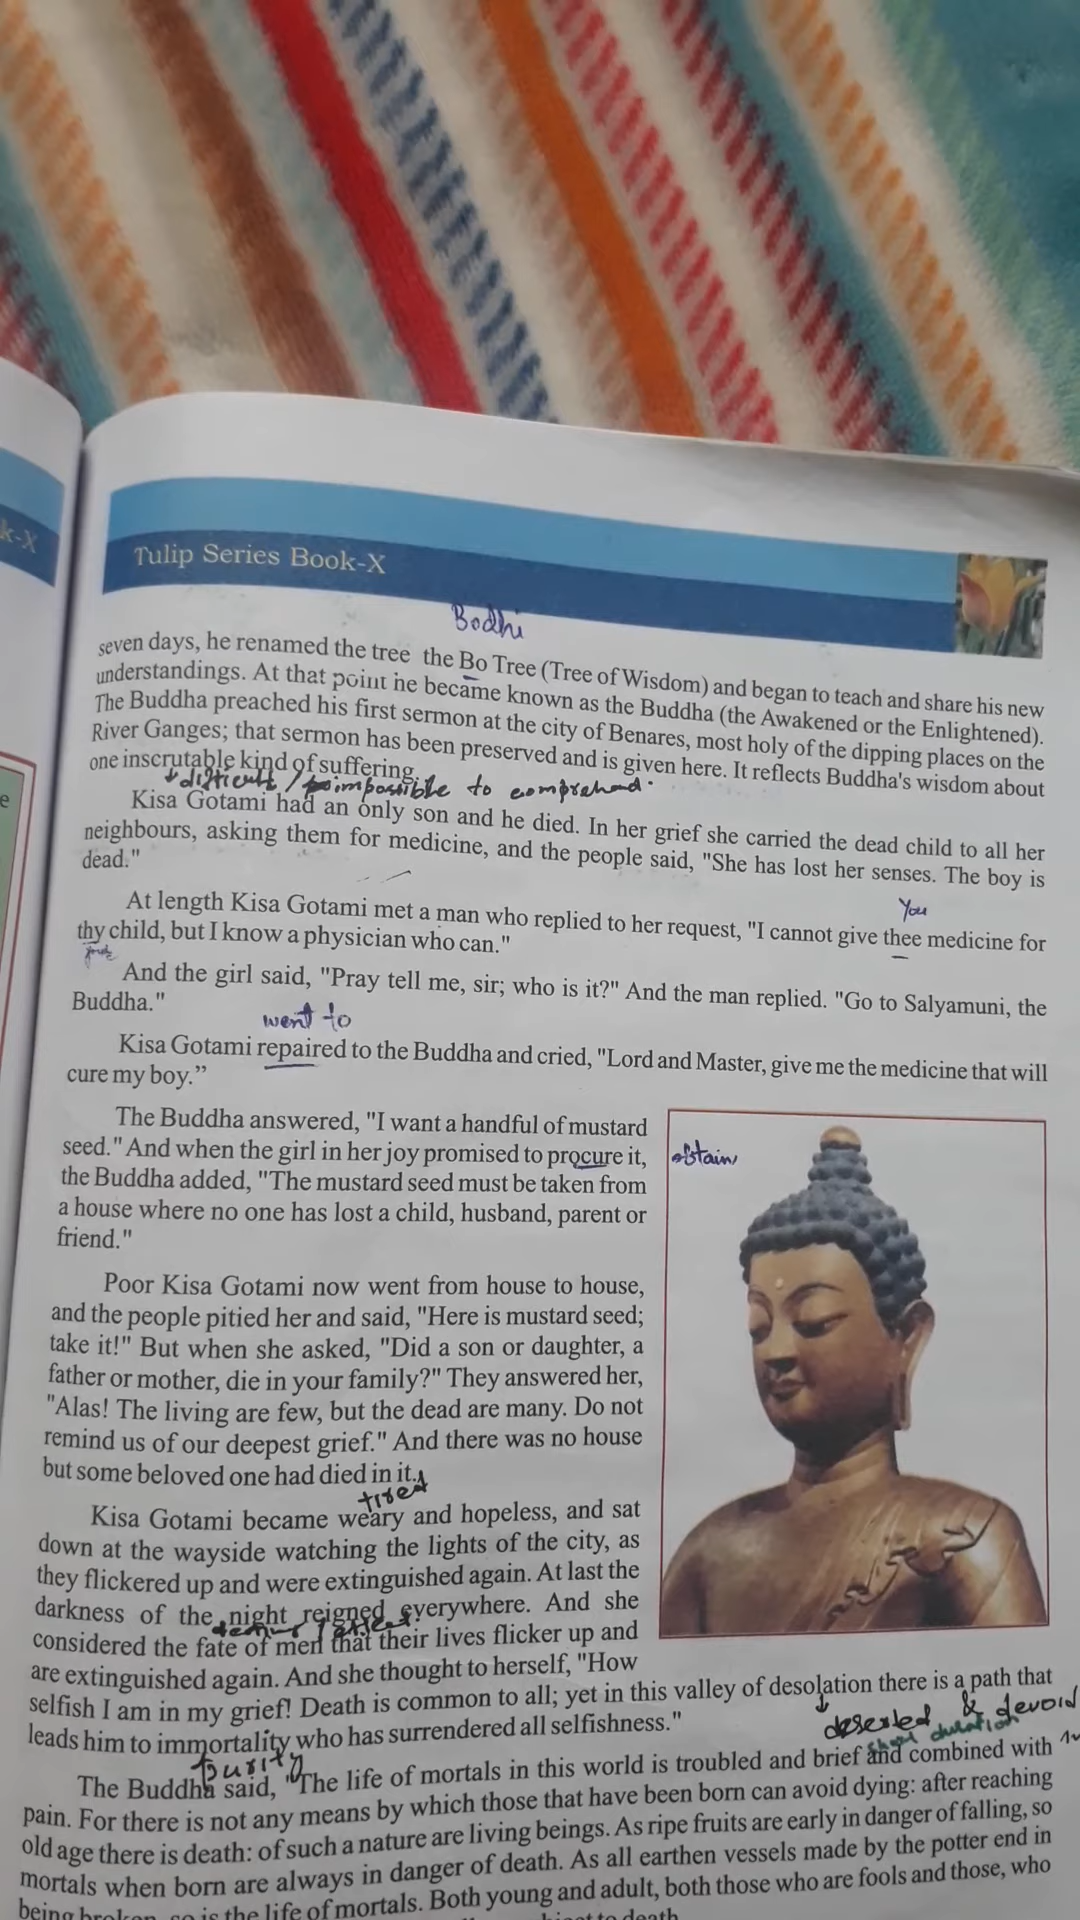 k-X
Tulip Series Book-X
Bodhi
seven days, he renamed the tree the Bo Tree (Tree of Wisdom) and began to teach and share his new
understandings. At that point he became known as the Buddha (the Awakened or the Enlightened).
The Buddha preached his first sermon at the city of Benares, most holy of the dipping places on the
River Ganges; that sermon has been preserved and is given here. It reflects Buddha's wisdom about
one inscrutable kind of suffering.
difficult / impossible to comprehend.
Kisa Gotami had an only son and he died. In her grief she carried the dead child to all her
neighbours, asking them for medicine, and the people said, "She has lost her senses. The boy is
dead."
You
At length Kisa Gotami met a man who replied to her request, "I cannot give thee medicine for
thy child, but I know a physician who can."
And the girl said, "Pray tell me, sir; who is it?" And the man replied. "Go to Salyamuni, the
Buddha."
went to
Kisa Gotami repaired to the Buddha and cried, "Lord and Master, give me the medicine that will
cure my boy."
The Buddha answered, "I want a handful of mustard
seed." And when the girl in her joy promised to procure it,
obtain
the Buddha added, "The mustard seed must be taken from
a house where no one has lost a child, husband, parent or
friend."
Poor Kisa Gotami now went from house to house,
and the people pitied her and said, "Here is mustard seed;
take it!" But when she asked, "Did a son or daughter, a
father or mother, die in your family?" They answered her,
"Alas! The living are few, but the dead are many. Do not
remind us of our deepest grief." And there was no house
but some beloved one had died in it.
tired
Kisa Gotami became weary and hopeless, and sat
down at the wayside watching the lights of the city, as
they flickered up and were extinguished again. At last the
darkness of the night reigned everywhere. And she
considered the fate of men that their lives flicker up and
are extinguished again. And she thought to herself, "How
selfish I am in my grief! Death is common to all; yet in this valley of desolation there is a path that
deserted & devoid
leads him to immortality who has surrendered all selfishness."
purity
short duration
The Buddha said, "The life of mortals in this world is troubled and brief and combined with
pain. For there is not any means by which those that have been born can avoid dying: after reaching
old age there is death: of such a nature are living beings. As ripe fruits are early in danger of falling, so
mortals when born are always in danger of death. As all earthen vessels made by the potter end in
being broken, so is the life of mortals. Both young and adult, both those who are fools and those, who
to death